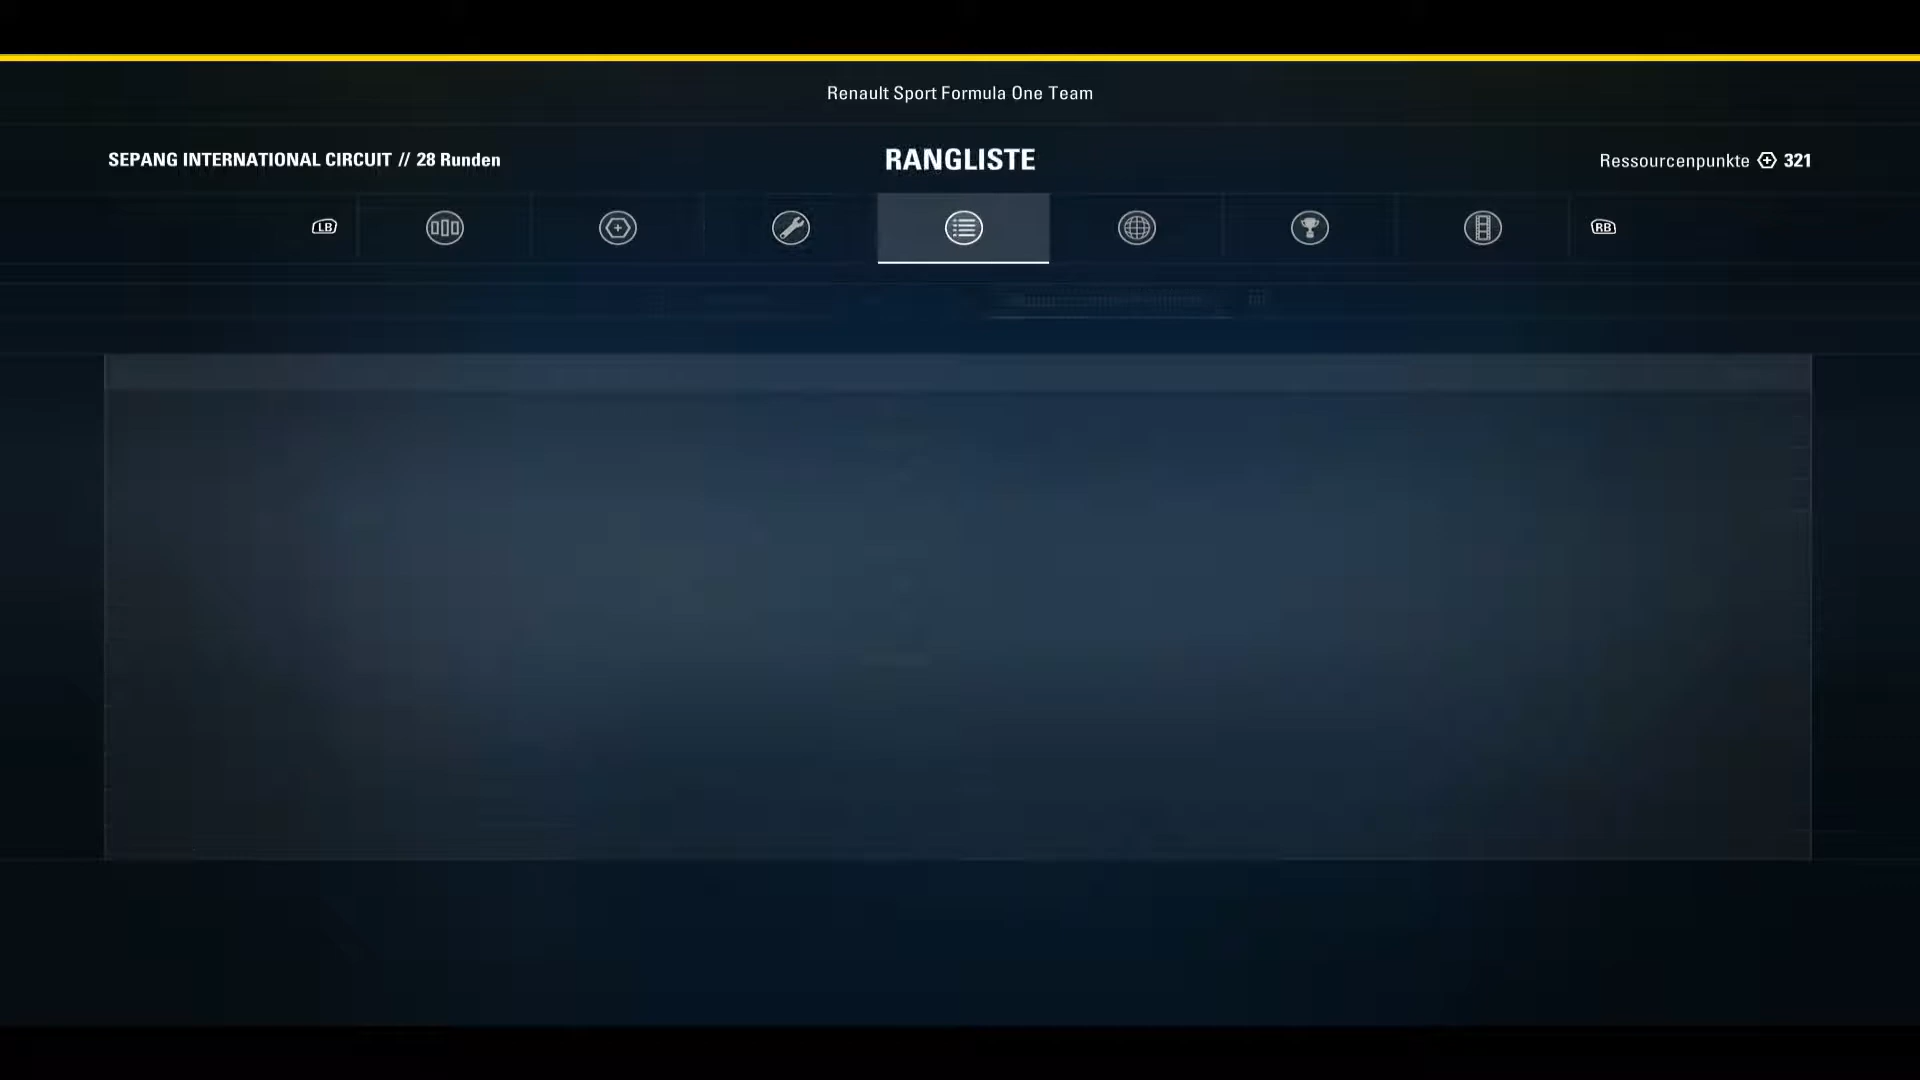 Renault Sport Formula One Team
SEPANG INTERNATIONAL CIRCUIT // 28 Runden
RANGLISTE
Ressourcenpunkte 321
LB
RB